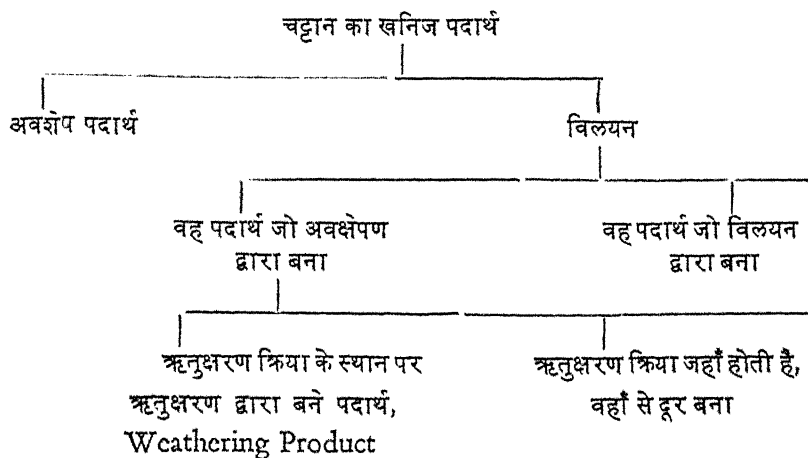 चट्टान का खनिज पदार्थ
अवशेप पदार्थ
विलयन
वह पदार्थ जो अवक्षेपण
द्वारा बना
वह पदार्थ जो विलयन
द्वारा बना
ऋतुक्षरण क्रिया के स्थान पर
ऋतुक्षरण द्वारा बने पदार्थ,
Weathering Product
ऋतुक्षरण क्रिया जहाँ होती है,
वहाँ से दूर बना